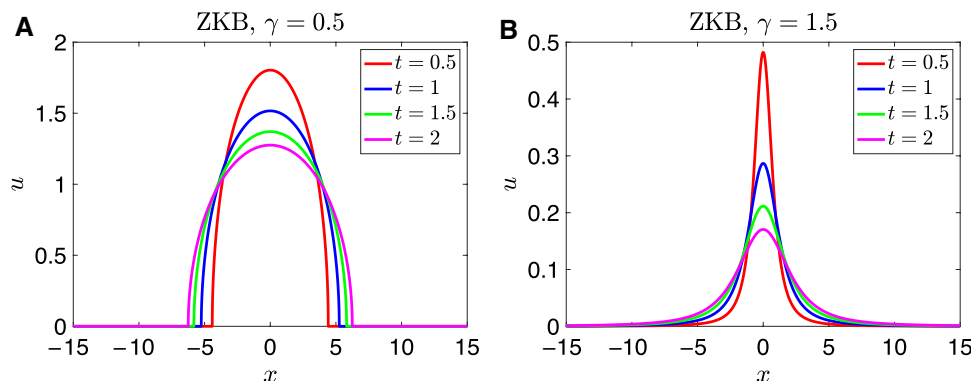 A
ZKB, γ = 0.5
2
1.5
1
0.5
0
u
−15
−10
−5
0
5
10
15
x
t = 0.5
t = 1
t = 1.5
t = 2
B
ZKB, γ = 1.5
0.5
0.4
0.3
0.2
0.1
0
u
−15
−10
−5
0
5
10
15
x
t = 0.5
t = 1
t = 1.5
t = 2